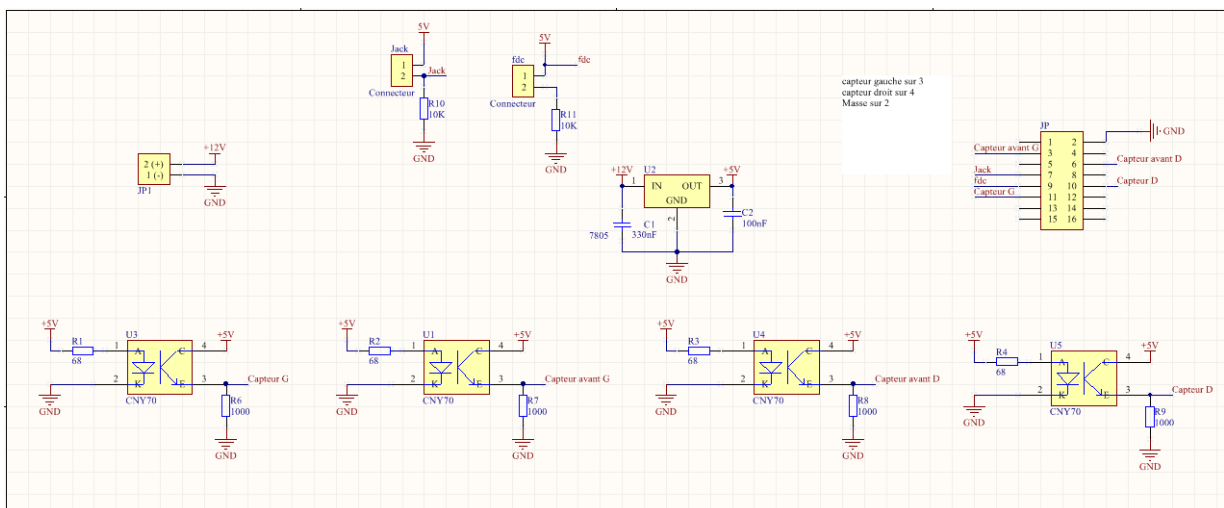 5V
Jack
1
2
Jack
Connecteur
R10
10K
GND
5V
fdc
fdc
1
2
Connecteur
R11
10K
GND
capteur gauche sur 3
capteur droit sur 4
Masse sur 2
+12V
2 (+)
1 (-)
JP1
GND
+12V
U2
+5V
1
IN
OUT
3
GND
2
C1
7805
330nF
C2
100nF
GND
JP
1 2
GND
Capteur avant G
3 4
Capteur avant D
5 6
Jack
7 8
fdc
9 10
Capteur D
Capteur G
11 12
13 14
15 16
+5V
R1
68
U3
1
A
C
4
+5V
2
K
E
3
Capteur G
GND
CNY70
R6
1000
GND
+5V
R2
68
U1
1
A
C
4
+5V
2
K
E
3
Capteur avant G
GND
CNY70
R7
1000
GND
+5V
R3
68
U4
1
A
C
4
+5V
2
K
E
3
Capteur avant D
GND
CNY70
R8
1000
GND
+5V
R4
68
U5
1
A
C
4
+5V
2
K
E
3
Capteur D
GND
CNY70
R9
1000
GND